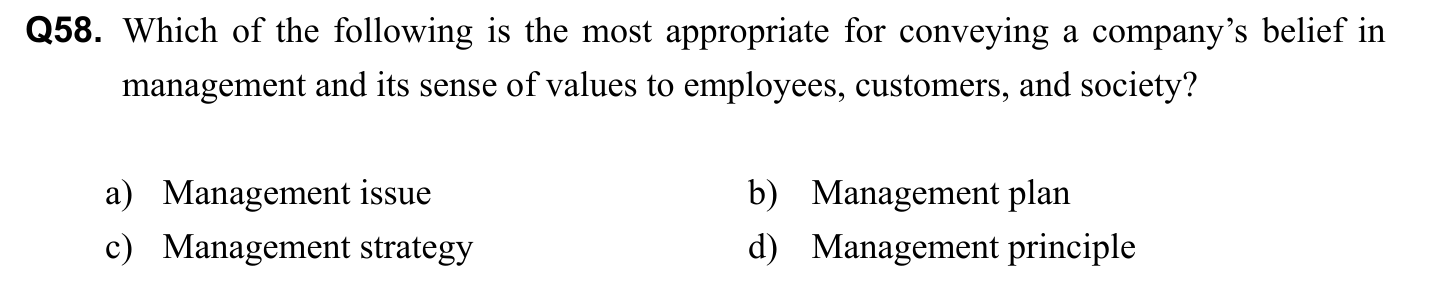 Q58. Which of the following is the most appropriate for conveying a company’s belief in
management and its sense of values to employees, customers, and society?
a) Management issue b) Management plan
c) Management strategy d) Management principle